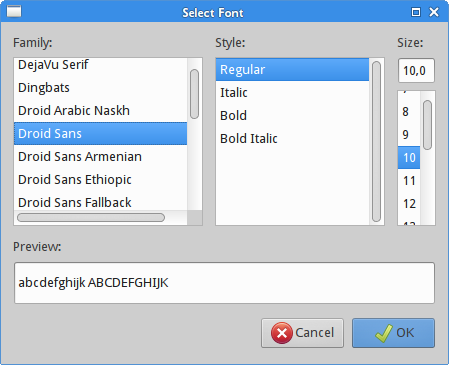 Select Font
Family:
DejaVu Serif
Dingbats
Droid Arabic Naskh
Droid Sans
Droid Sans Armenian
Droid Sans Ethiopic
Droid Sans Fallback
Style:
Regular
Italic
Bold
Bold Italic
Size:
10,0
8
9
10
11
12
Preview:
abcdefghijk ABCDEFGHIJK
Cancel
OK